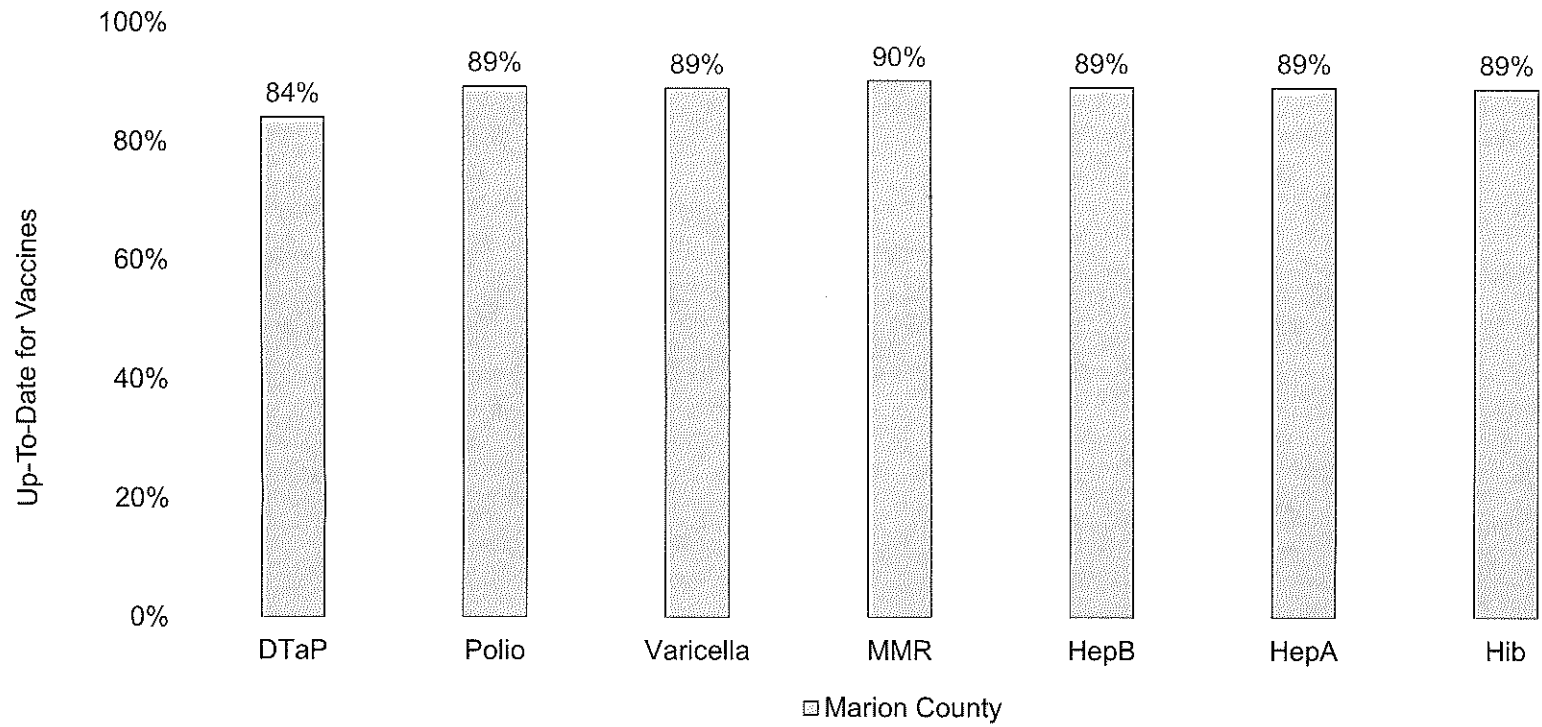 100%
80%
60%
40%
20%
0%
Up-To-Date for Vaccines
84%
89%
89%
90%
89%
89%
89%
DTaP
Polio
Varicella
MMR
HepB
HepA
Hib
Marion County